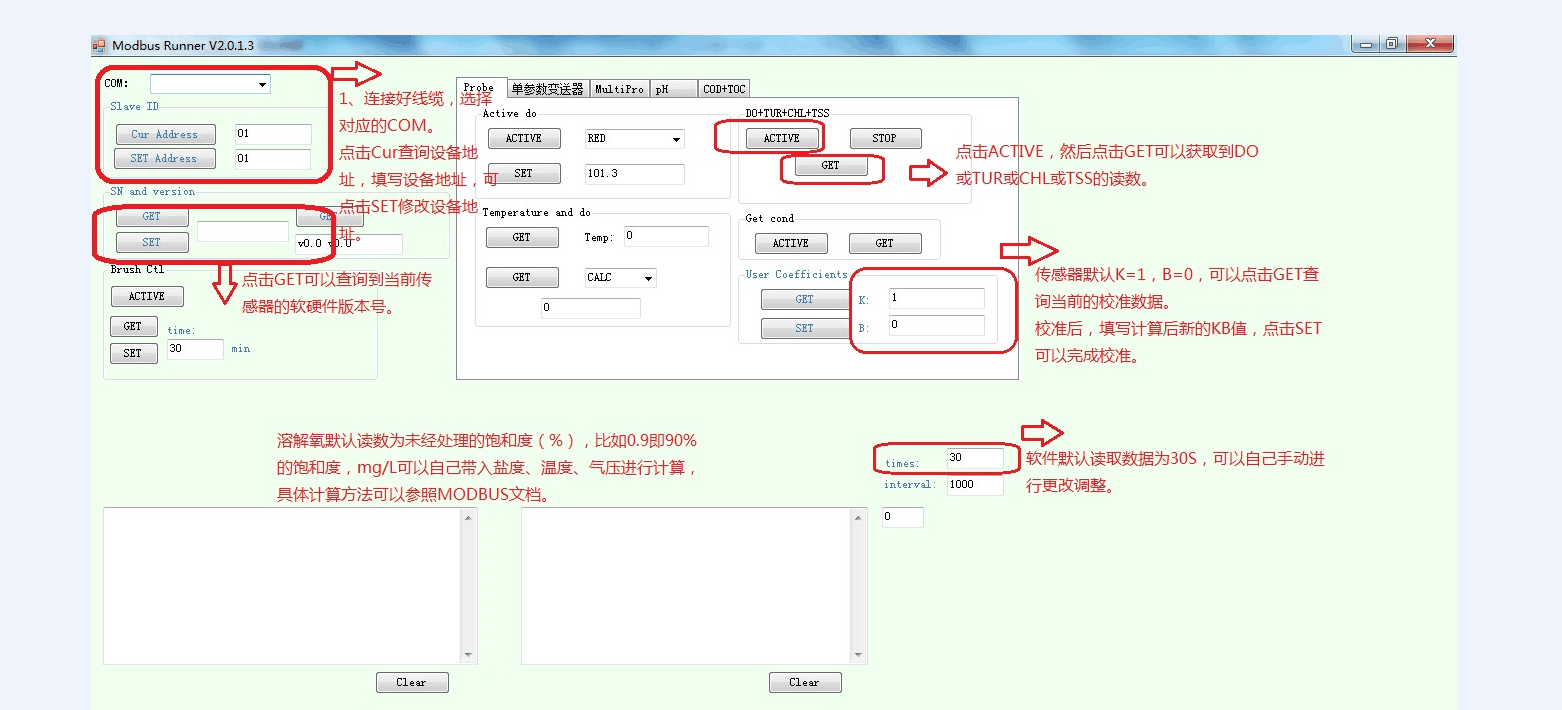 Modbus Runner V2.0.1.3
COM:
Slave ID
Cur Address
01
SET Address
01
1、连接好线缆，选择
对应的COM。
点击Cur查询设备地
址，填写设备地址，可
点击SET修改设备地
址。
SN and version
GET
SET
v0.0 v0.0
点击GET可以查询到当前传
感器的软硬件版本号。
Brush Ctl
ACTIVE
GET
time:
SET
30
min
Probe
单参数变送器
MultiPro
pH
COD+TOC
Active do
ACTIVE
RED
SET
101.3
Temperature and do
GET
Temp:
0
GET
CALC
0
DO+TUR+CHL+TSS
ACTIVE
STOP
GET
点击ACTIVE，然后点击GET可以获取到DO
或TUR或CHL或TSS的读数。
Get cond
ACTIVE
GET
User Coefficients
GET
K:
1
SET
B:
0
传感器默认K=1，B=0，可以点击GET查
询当前的校准数据。
校准后，填写计算后新的KB值，点击SET
可以完成校准。
溶解氧默认读数为未经处理的饱和度（%），比如0.9即90%
的饱和度，mg/L可以自己带入盐度、温度、气压进行计算，
具体计算方法可以参照MODBUS文档。
times:
30
interval:
1000
0
软件默认读取数据为30S，可以自己手动进
行更改调整。
Clear
Clear